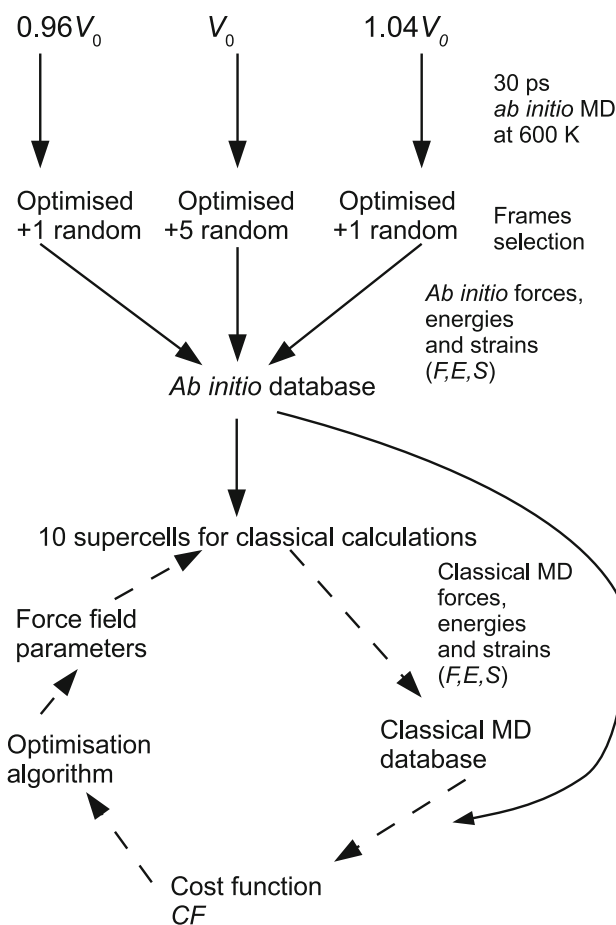 0.96V₀ V₀ 1.04V₀
30 ps
ab initio MD
at 600 K
Optimised Optimised Optimised
+1 random +5 random +1 random
Frames
selection
Ab initio forces,
energies
and strains
(F,E,S)
Ab initio database
10 supercells for classical calculations
Classical MD
forces,
energies
and strains
(F,E,S)
Force field
parameters
Classical MD
database
Optimisation
algorithm
Cost function
CF